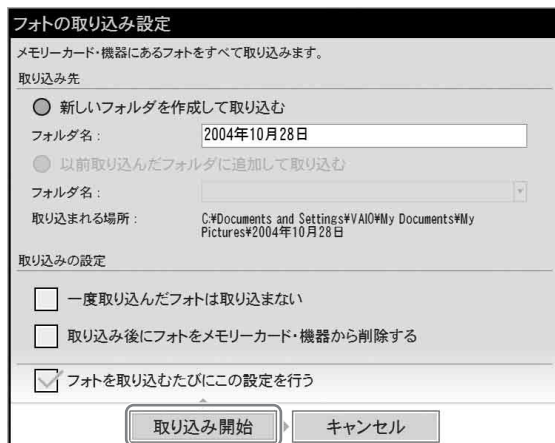 フォトの取り込み設定
メモリーカード・機器にあるフォトをすべて取り込みます。
取り込み先
新しいフォルダを作成して取り込む
フォルダ名： 2004年10月28日
以前取り込んだフォルダに追加して取り込む
フォルダ名：
取り込まれる場所： C:¥Documents and Settings¥VAIO¥My Documents¥My
Pictures¥2004年10月28日
取り込みの設定
一度取り込んだフォトは取り込まない
取り込み後にフォトをメモリーカード・機器から削除する
フォトを取り込むたびにこの設定を行う
取り込み開始 キャンセル